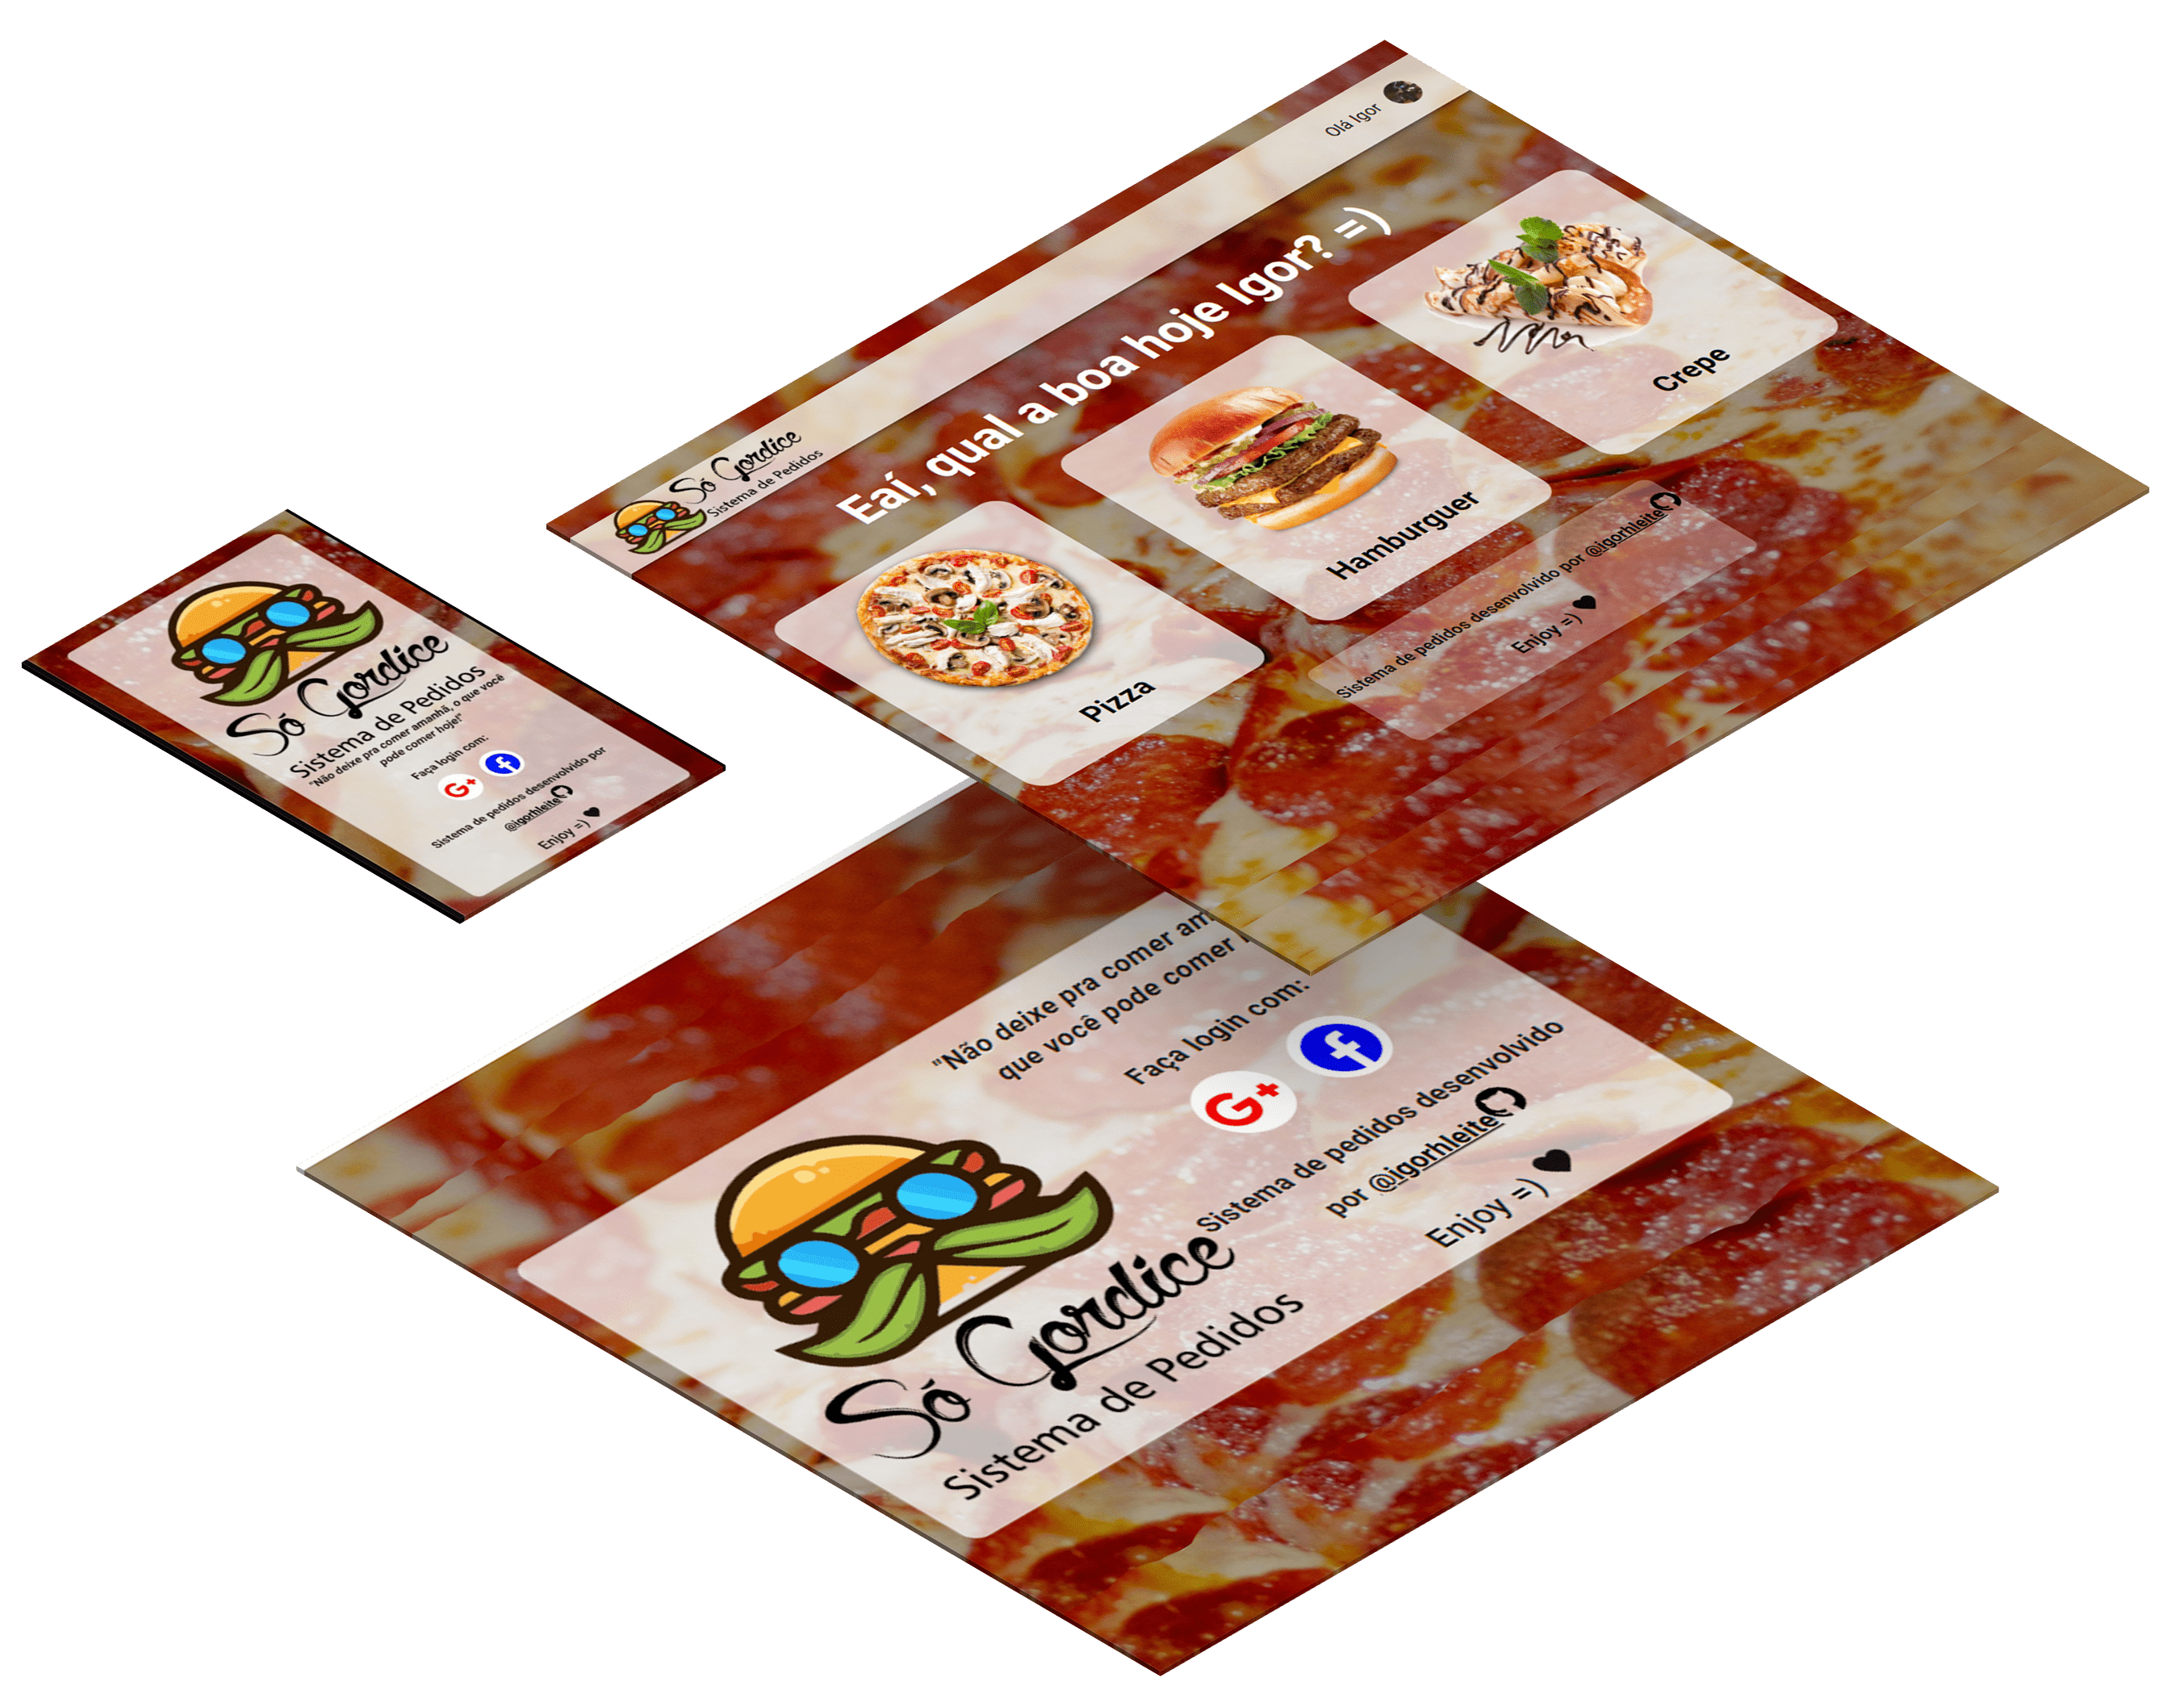 Só Gordice
Sistema de Pedidos
Olá Igor
Eaí, qual a boa hoje Igor? =)
Pizza
Hamburguer
Crepe
Sistema de pedidos desenvolvido por @igorhleite
Enjoy =)
Só Gordice
Sistema de Pedidos
"Não deixe pra comer amanhã, o que você
pode comer hoje!"
Faça login com:
G+ f
Sistema de pedidos desenvolvido por
@igorhleite
Enjoy =)
Só Gordice
Sistema de Pedidos
"Não deixe pra comer
que você pode comer
Faça login com:
G+ f
Sistema de pedidos desenvolvido
por @igorhleite
Enjoy =)